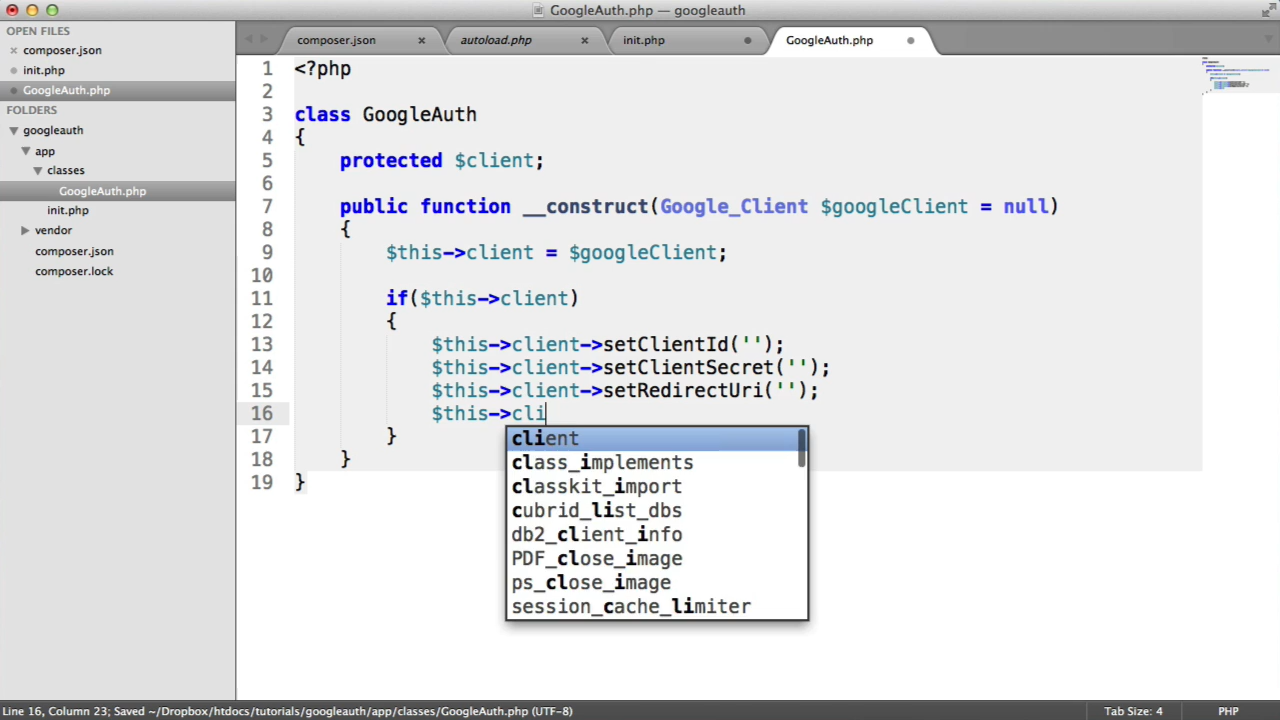 GoogleAuth.php — googleauth
OPEN FILES
composer.json
init.php
GoogleAuth.php
FOLDERS
googleauth
app
classes
GoogleAuth.php
init.php
vendor
composer.json
composer.lock
composer.json
autoload.php
init.php
GoogleAuth.php
1 <?php
2
3 class GoogleAuth
4 {
5 protected $client;
6
7 public function __construct(Google_Client $googleClient = null)
8 {
9 $this->client = $googleClient;
10
11 if($this->client)
12 {
13 $this->client->setClientId('');
14 $this->client->setClientSecret('');
15 $this->client->setRedirectUri('');
16 $this->cli
17 }
18 }
19 }
client
class_implements
classkit_import
cubrid_list_dbs
db2_client_info
PDF_close_image
ps_close_image
session_cache_limiter
Line 16, Column 23; Saved ~/Dropbox/htdocs/tutorials/googleauth/app/classes/GoogleAuth.php (UTF-8)
Tab Size: 4
PHP